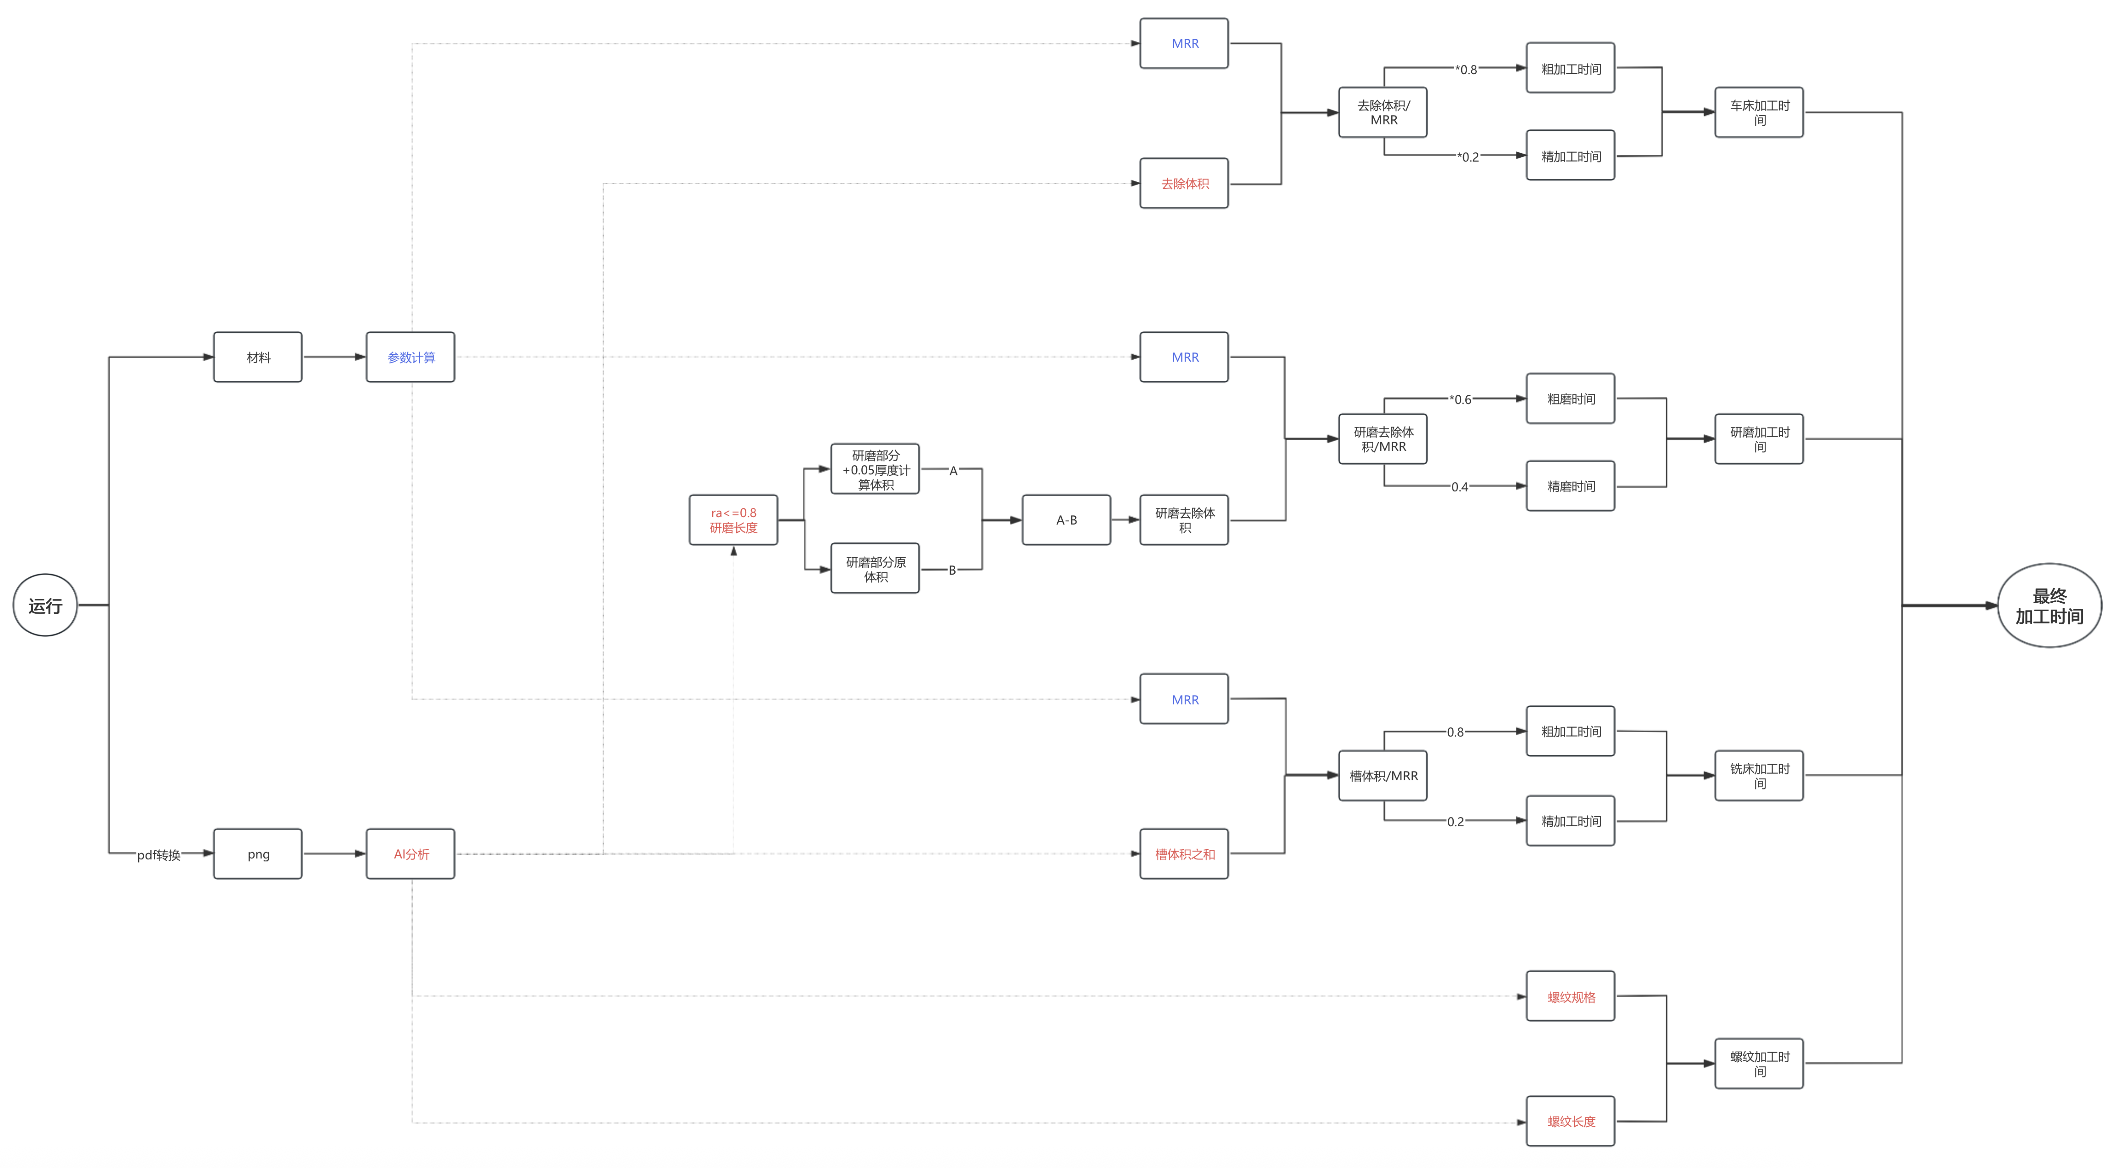 MRR
去除体积
去除体积/
MRR
*0.8
*0.2
粗加工时间
精加工时间
车床加工时
间
材料
参数计算
MRR
研磨部分
+0.05厚度计
算体积
A
ra<=0.8
研磨长度
研磨部分原
体积
B
A-B
研磨去除体
积
研磨去除体
积/MRR
*0.6
0.4
粗磨时间
精磨时间
研磨加工时
间
运行
最终
加工时间
MRR
槽体积/MRR
0.8
0.2
粗加工时间
精加工时间
铣床加工时
间
pdf转换
png
AI分析
槽体积之和
螺纹规格
螺纹加工时
间
螺纹长度